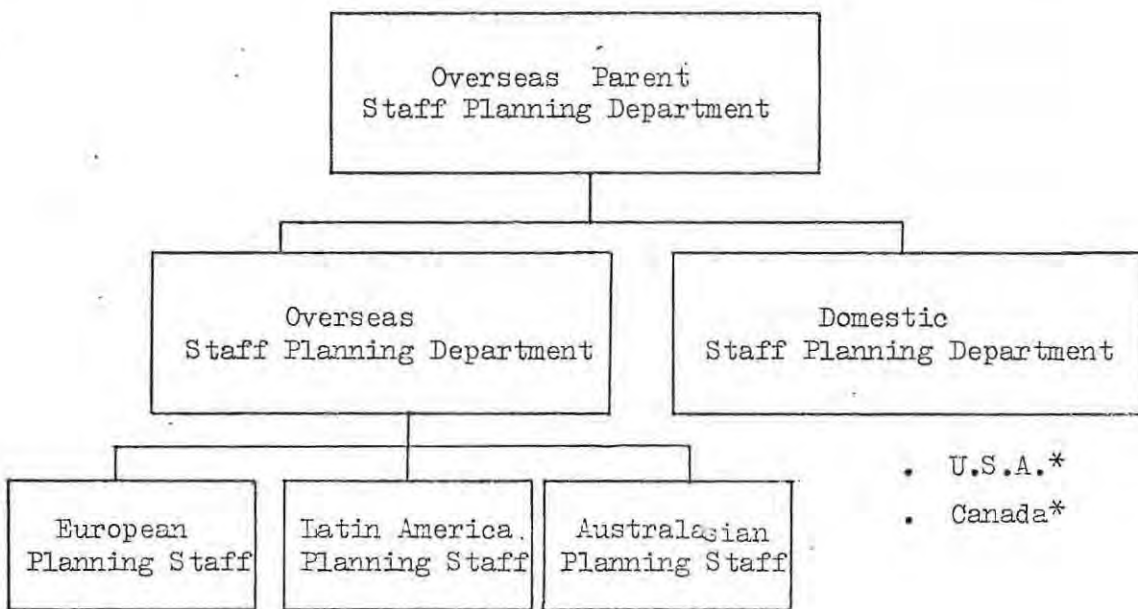 Overseas Parent
Staff Planning Department
Overseas
Staff Planning Department
Domestic
Staff Planning Department
• U.S.A.*
• Canada*
European
Planning Staff
Latin America.
Planning Staff
Australasian
Planning Staff